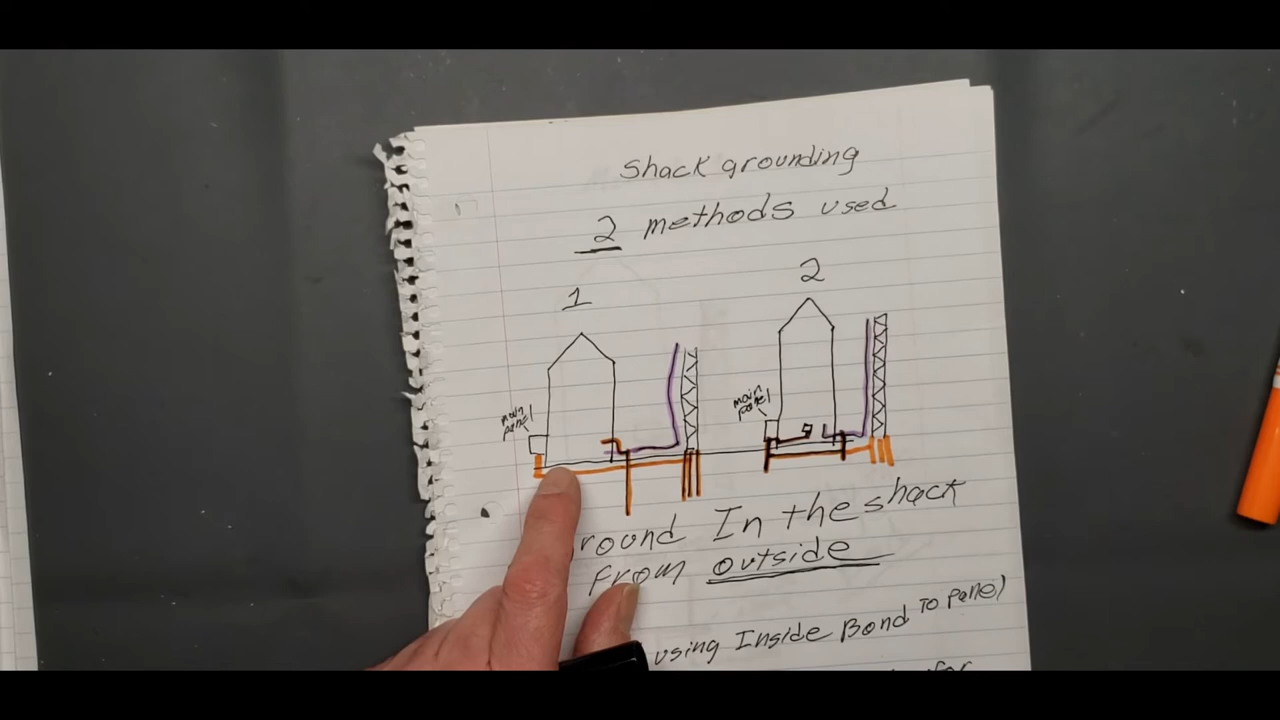 Shack grounding
2 methods used
1
2
main
panel
main
panel
round In the shack
from outside
using Inside Bond To panel